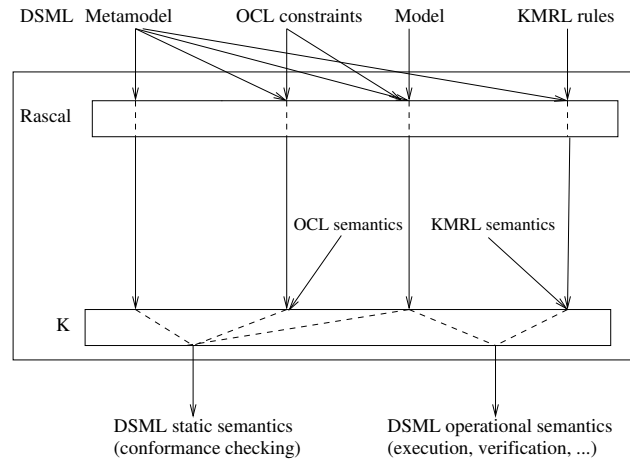 DSML Metamodel OCL constraints Model KMRL rules
Rascal
OCL semantics KMRL semantics
K
DSML static semantics DSML operational semantics
(conformance checking) (execution, verification, ...)